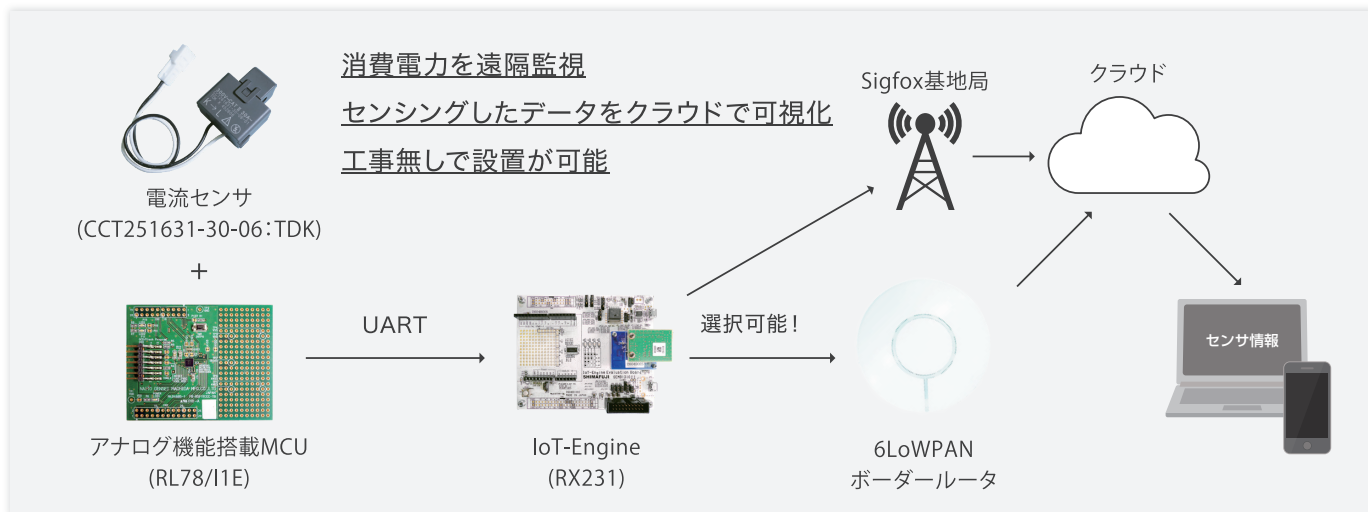 消費電力を遠隔監視
センシングしたデータをクラウドで可視化
工事無しで設置が可能
Sigfox基地局
クラウド
電流センサ
(CCT251631-30-06：TDK)
+
UART
選択可能！
センサ情報
アナログ機能搭載MCU
(RL78/I1E)
IoT-Engine
(RX231)
6LoWPAN
ボーダールータ
SHIMAFUJI